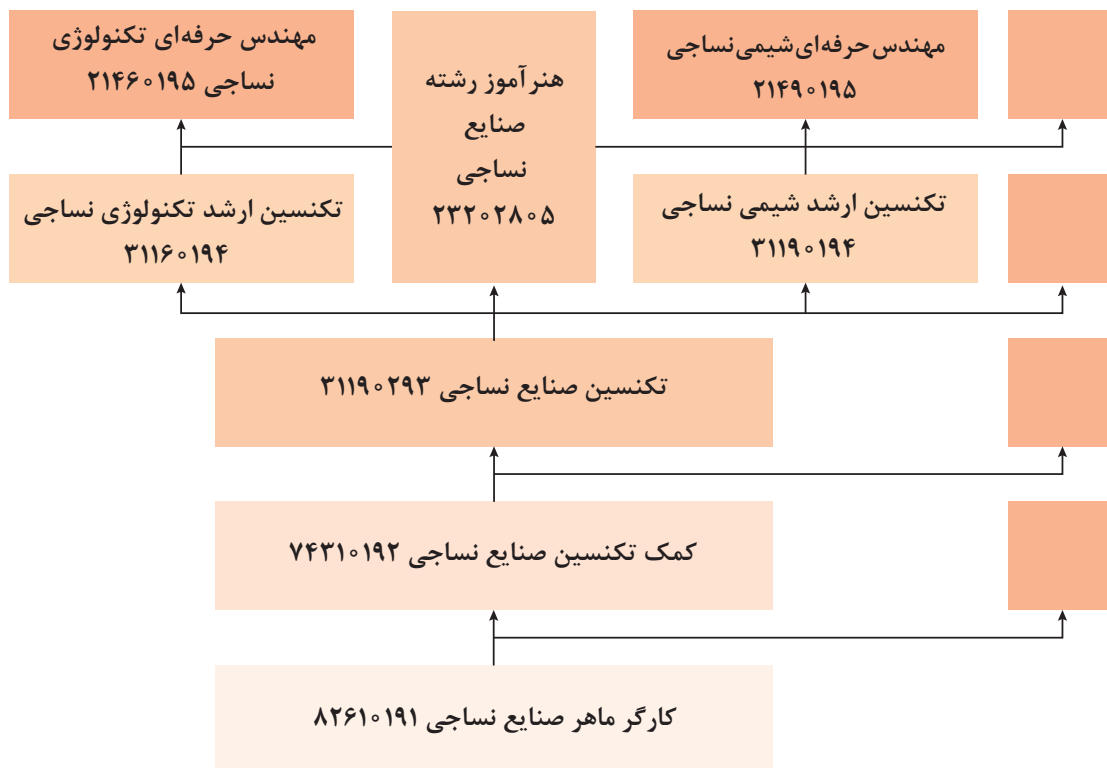 مهندس حرفه‌ای شیمی نساجی
۲۱۴۹۰۱۹۵
هنرآموز رشته
صنایع
نساجی
۲۳۲۰۲۸۰۵
مهندس حرفه‌ای تکنولوژی
نساجی ۲۱۴۶۰۱۹۵
تکنسین ارشد شیمی نساجی
۳۱۱۹۰۱۹۴
تکنسین ارشد تکنولوژی نساجی
۳۱۱۶۰۱۹۴
تکنسین صنایع نساجی ۳۱۱۹۰۲۹۳
کمک تکنسین صنایع نساجی ۷۴۳۱۰۱۹۲
کارگر ماهر صنایع نساجی ۸۲۶۱۰۱۹۱